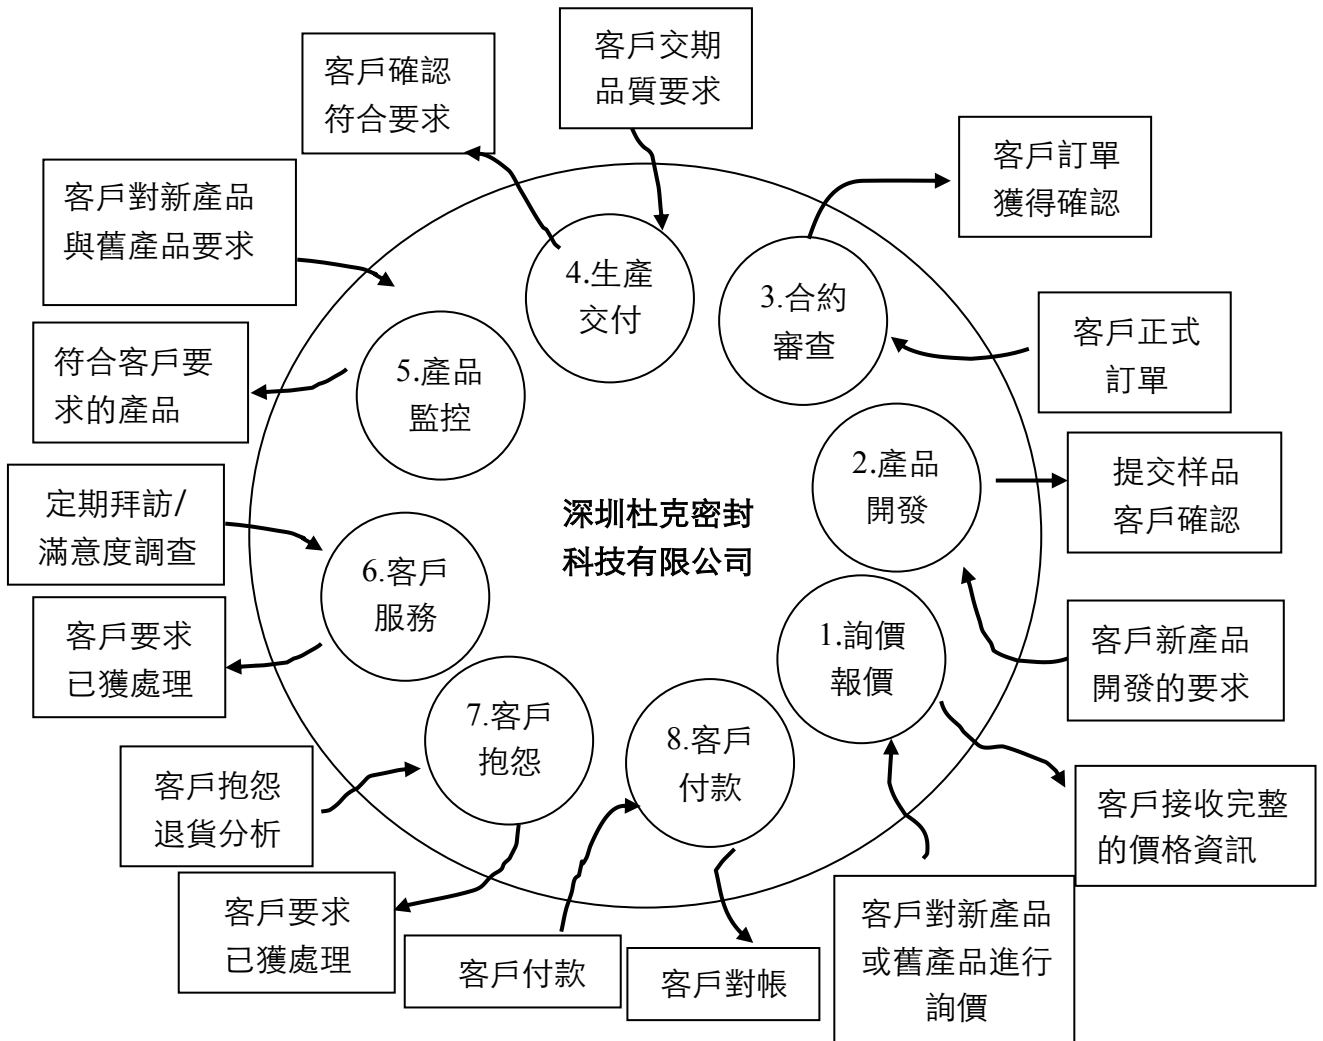 客戶交期
品質要求
客戶確認
符合要求
客戶訂單
獲得確認
客戶對新產品
與舊產品要求
4.生產
交付
3.合約
審查
客戶正式
訂單
符合客戶要
求的產品
5.產品
監控
2.產品
開發
提交样品
客戶確認
定期拜訪/
滿意度調查
深圳杜克密封
科技有限公司
6.客戶
服務
客戶要求
已獲處理
1.詢價
報價
客戶新產品
開發的要求
7.客戶
抱怨
8.客戶
付款
客戶抱怨
退貨分析
客戶接收完整
的價格資訊
客戶要求
已獲處理
客戶付款
客戶對帳
客戶對新產品
或舊產品進行
詢價